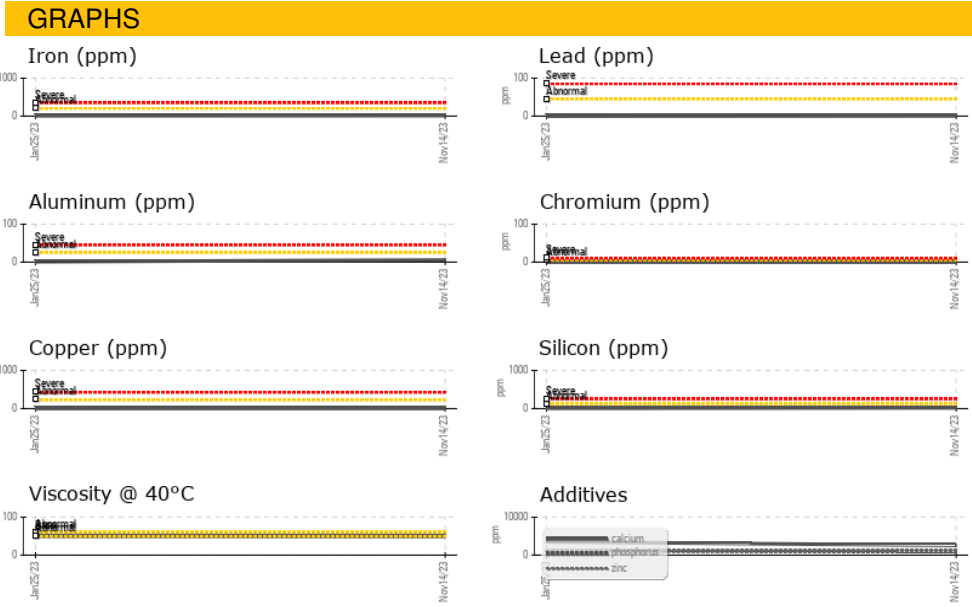 GRAPHS
Iron (ppm)
1000
Severe
Abnormal
0
Jan25/23
Nov14/23
Lead (ppm)
ppm
100
Severe
Abnormal
0
Jan25/23
Nov14/23
Aluminum (ppm)
100
Severe
Abnormal
0
Jan25/23
Nov14/23
Chromium (ppm)
ppm
100
Severe
Abnormal
0
Jan25/23
Nov14/23
Copper (ppm)
1000
Severe
Abnormal
0
Jan25/23
Nov14/23
Silicon (ppm)
ppm
1000
Severe
Abnormal
0
Jan25/23
Nov14/23
Viscosity @ 40°C
100
Abnormal
0
Jan25/23
Nov14/23
Additives
ppm
10000
calcium
phosphorus
zinc
0
Nov14/23